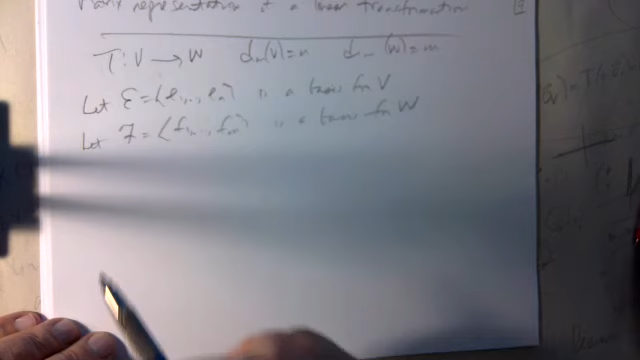 Matrix representation of a linear transformation
T: V → W dim(V)=n dim(W)=m
Let ℰ = (e₁,..,eₙ) is a basis for V
Let ℱ = (f₁,..,fₘ) is a basis for W